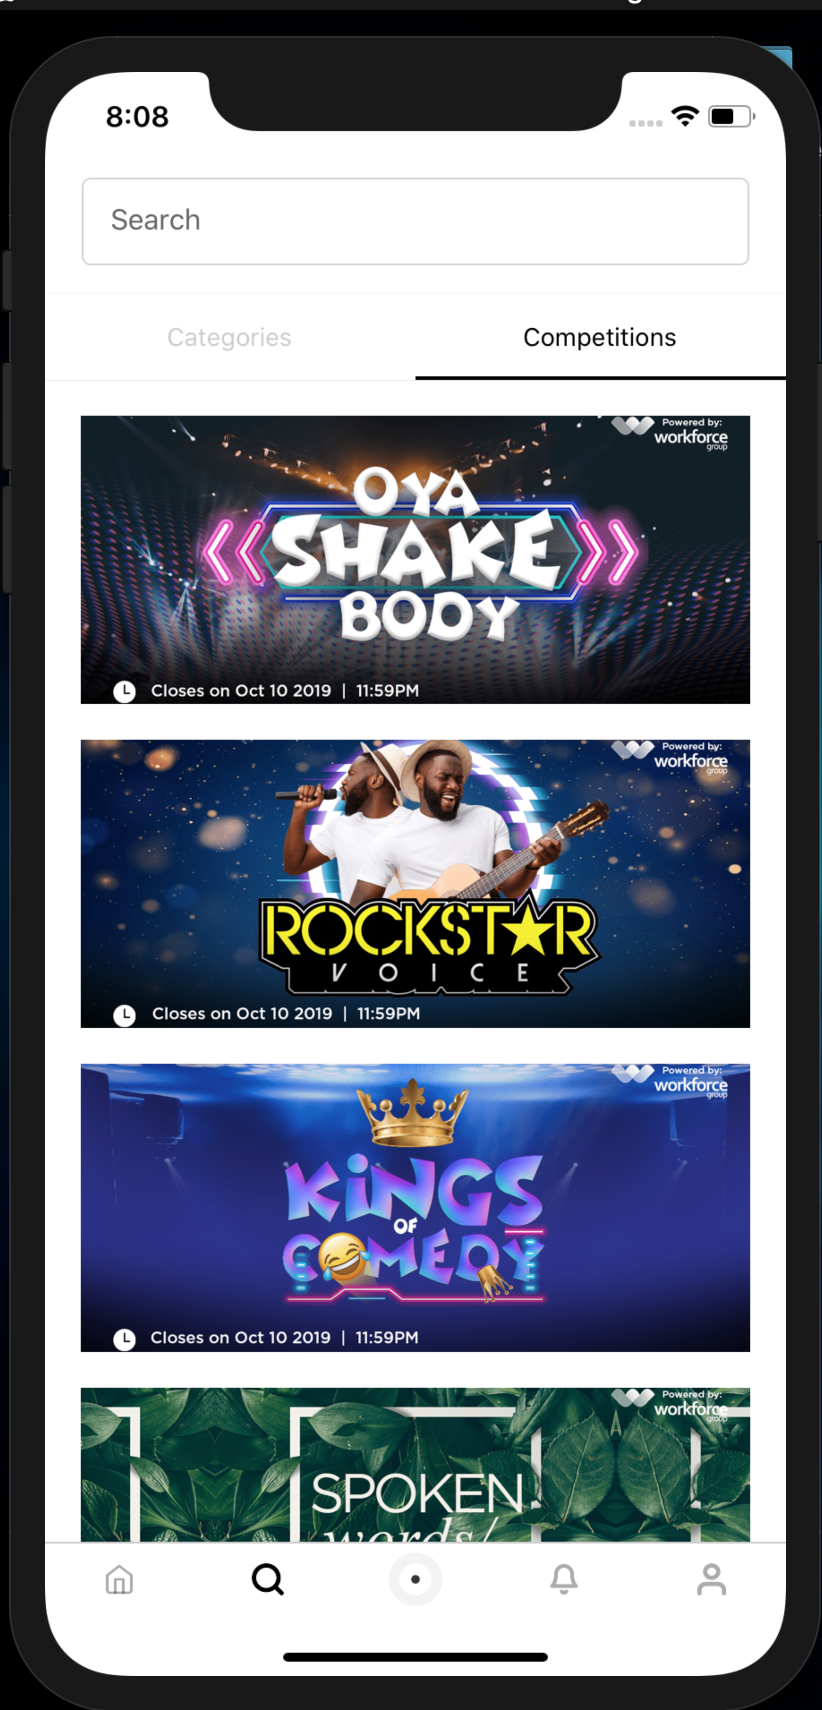 8:08
Search
Categories
Competitions
Powered by:
workforce
group
OYA
SHAKE
BODY
Closes on Oct 10 2019 | 11:59PM
Powered by:
workforce
group
ROCKSTAR
VOICE
Closes on Oct 10 2019 | 11:59PM
Powered by:
workforce
group
KiNGS
OF
COMEDY
Closes on Oct 10 2019 | 11:59PM
Powered by:
workforce
group
SPOKEN
words/